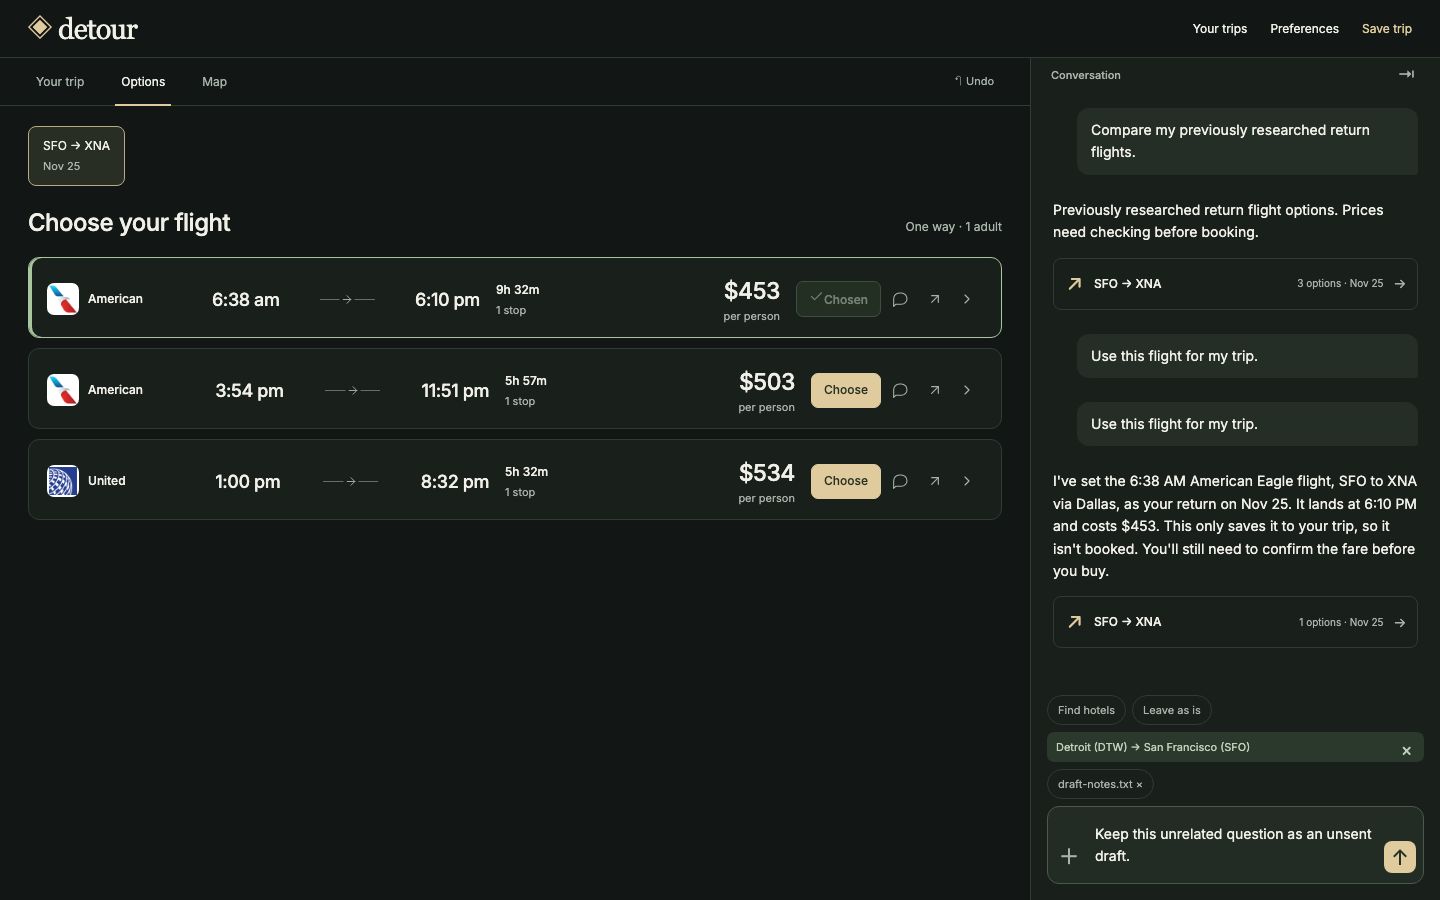 detour
Your trips
Preferences
Save trip
Your trip
Options
Map
Undo
SFO → XNA
Nov 25
Choose your flight
One way · 1 adult
American
6:38 am
6:10 pm
9h 32m
1 stop
$453
per person
Chosen
American
3:54 pm
11:51 pm
5h 57m
1 stop
$503
per person
Choose
United
1:00 pm
8:32 pm
5h 32m
1 stop
$534
per person
Choose
Conversation
Compare my previously researched return
flights.
Previously researched return flight options. Prices
need checking before booking.
SFO → XNA
3 options · Nov 25 →
Use this flight for my trip.
Use this flight for my trip.
I've set the 6:38 AM American Eagle flight, SFO to XNA
via Dallas, as your return on Nov 25. It lands at 6:10 PM
and costs $453. This only saves it to your trip, so it
isn't booked. You'll still need to confirm the fare before
you buy.
SFO → XNA
1 options · Nov 25 →
Find hotels
Leave as is
Detroit (DTW) → San Francisco (SFO)
×
draft-notes.txt ×
Keep this unrelated question as an unsent
draft.